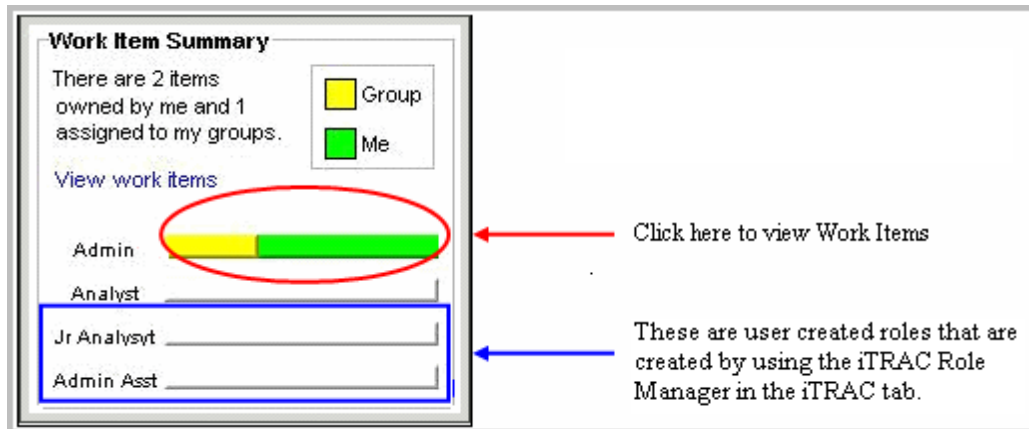 Work Item Summary
There are 2 items
owned by me and 1
assigned to my groups.
Group
Me
View work items
Admin
Click here to view Work Items
.
Analyst
Jr Analysyt
Admin Asst
These are user created roles that are
created by using the iTRAC Role
Manager in the iTRAC tab.